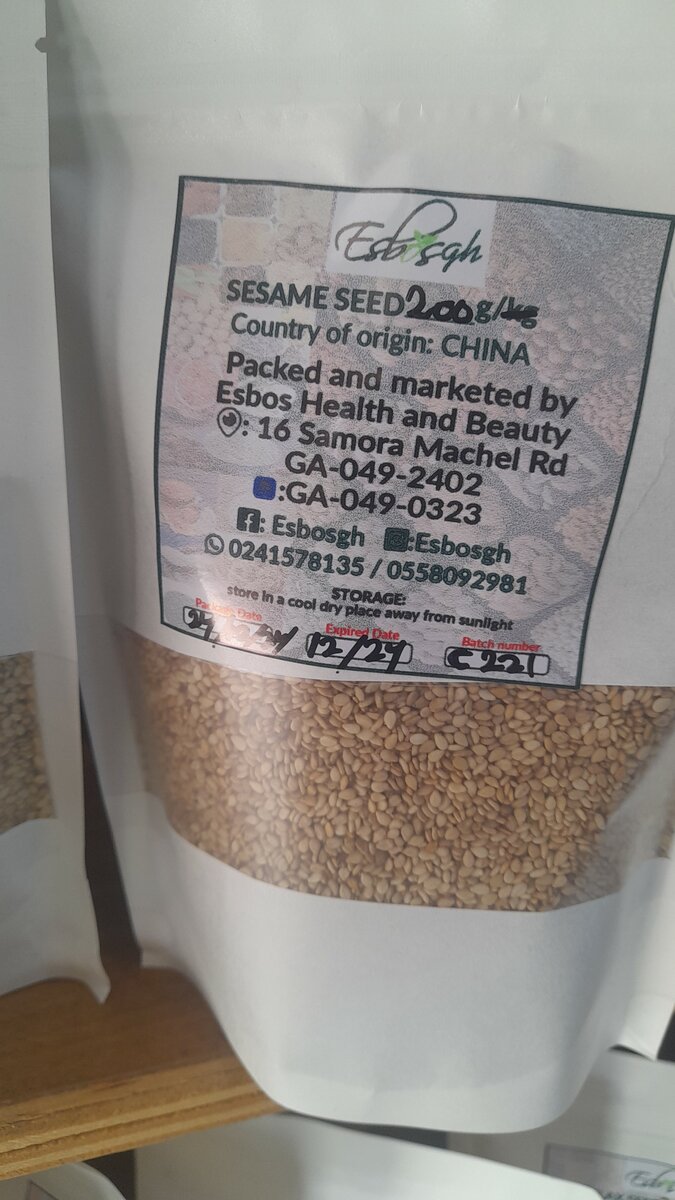 Esbosgh
SESAME SEED 200g/kg
Country of origin: CHINA
Packed and marketed by
Esbos Health and Beauty
: 16 Samora Machel Rd
GA-049-2402
:GA-049-0323
: Esbosgh :Esbosgh
0241578135 / 0558092981
STORAGE:
store in a cool dry place away from sunlight
Date Expired Date Batch number
12/24 C221